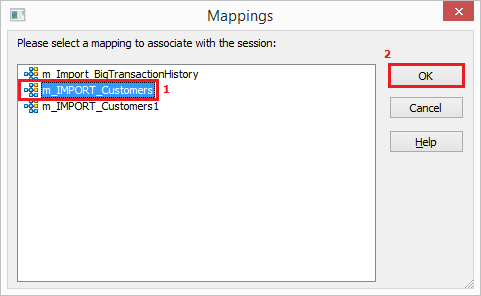 Mappings
Please select a mapping to associate with the session:
m_Import_BigTransactionHistory
m_IMPORT_Customers 1
m_IMPORT_Customers1
2
OK
Cancel
Help